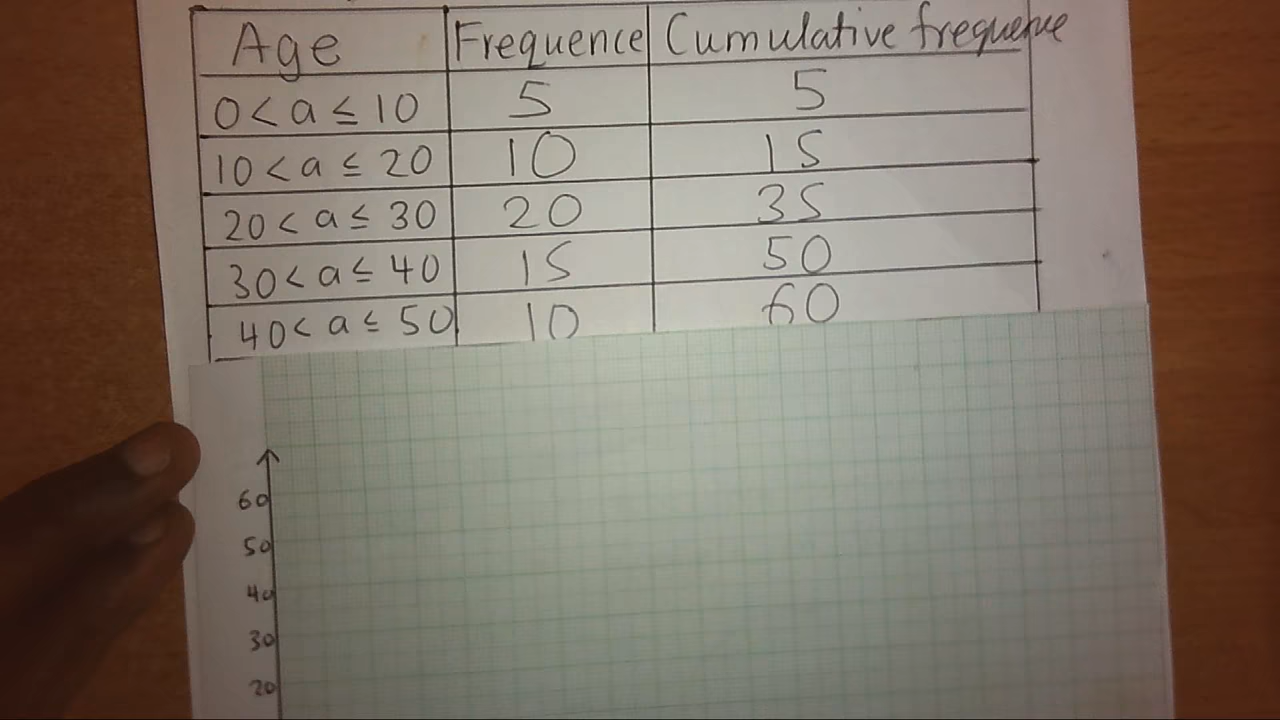 Age Frequence Cumulative frequence
0 < a ≤ 10 5 5
10 < a ≤ 20 10 15
20 < a ≤ 30 20 35
30 < a ≤ 40 15 50
40 < a ≤ 50 10 60
60
50
40
30
20